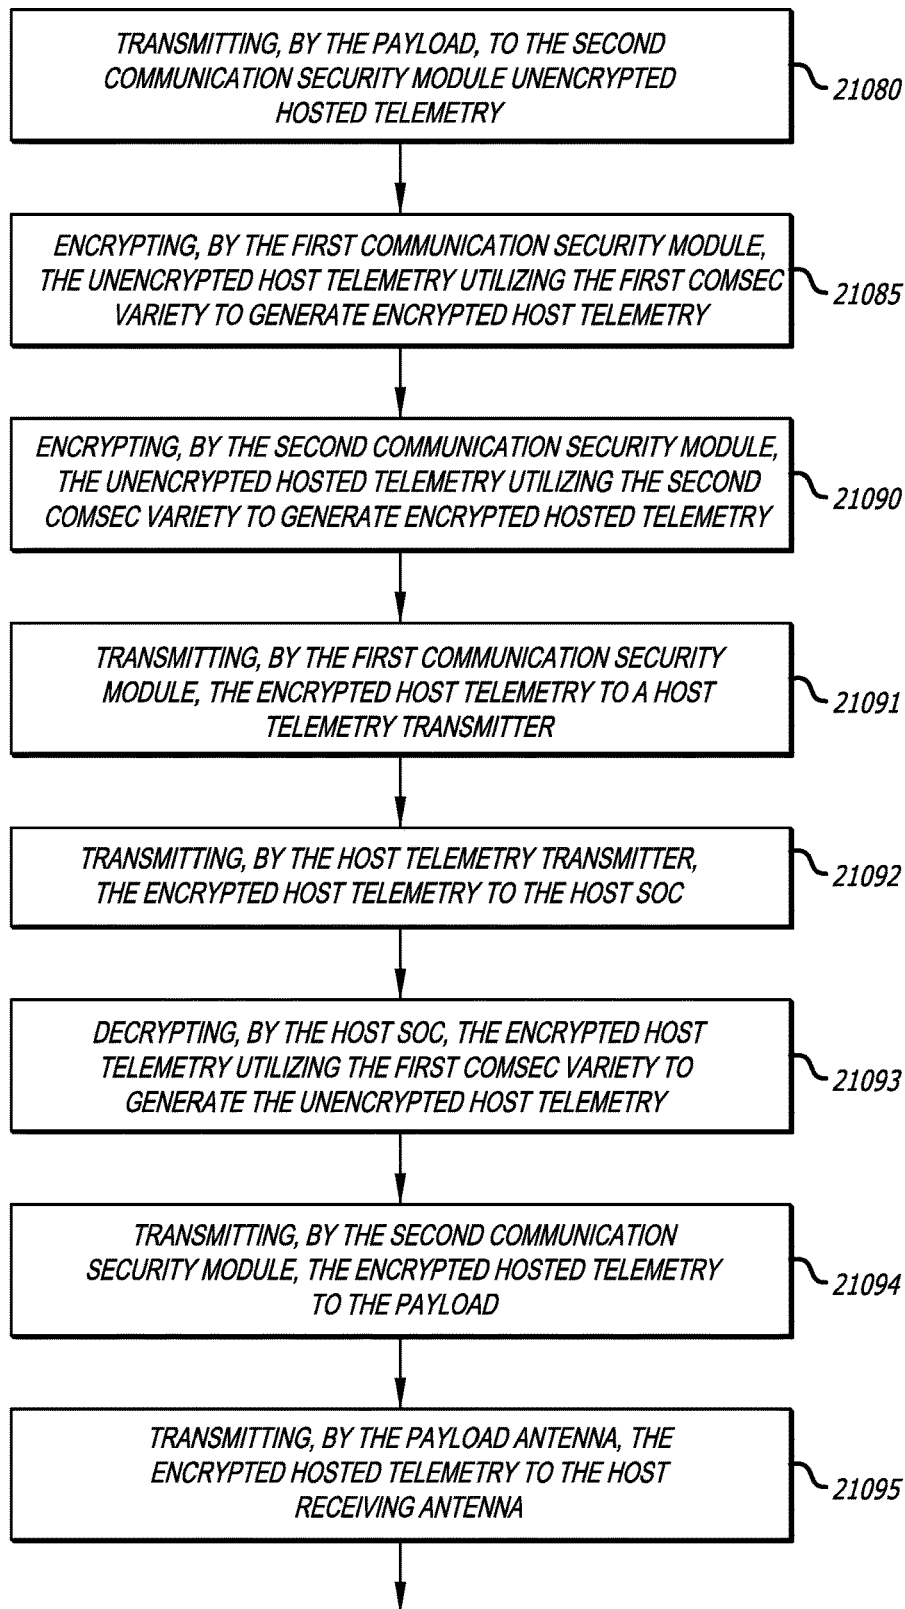 TRANSMITTING, BY THE PAYLOAD, TO THE SECOND
COMMUNICATION SECURITY MODULE UNENCRYPTED
HOSTED TELEMETRY
21080
ENCRYPTING, BY THE FIRST COMMUNICATION SECURITY MODULE,
THE UNENCRYPTED HOST TELEMETRY UTILIZING THE FIRST COMSEC
VARIETY TO GENERATE ENCRYPTED HOST TELEMETRY
21085
ENCRYPTING, BY THE SECOND COMMUNICATION SECURITY MODULE,
THE UNENCRYPTED HOSTED TELEMETRY UTILIZING THE SECOND
COMSEC VARIETY TO GENERATE ENCRYPTED HOSTED TELEMETRY
21090
TRANSMITTING, BY THE FIRST COMMUNICATION SECURITY
MODULE, THE ENCRYPTED HOST TELEMETRY TO A HOST
TELEMETRY TRANSMITTER
21091
TRANSMITTING, BY THE HOST TELEMETRY TRANSMITTER,
THE ENCRYPTED HOST TELEMETRY TO THE HOST SOC
21092
DECRYPTING, BY THE HOST SOC, THE ENCRYPTED HOST
TELEMETRY UTILIZING THE FIRST COMSEC VARIETY TO
GENERATE THE UNENCRYPTED HOST TELEMETRY
21093
TRANSMITTING, BY THE SECOND COMMUNICATION
SECURITY MODULE, THE ENCRYPTED HOSTED TELEMETRY
TO THE PAYLOAD
21094
TRANSMITTING, BY THE PAYLOAD ANTENNA, THE
ENCRYPTED HOSTED TELEMETRY TO THE HOST
RECEIVING ANTENNA
21095